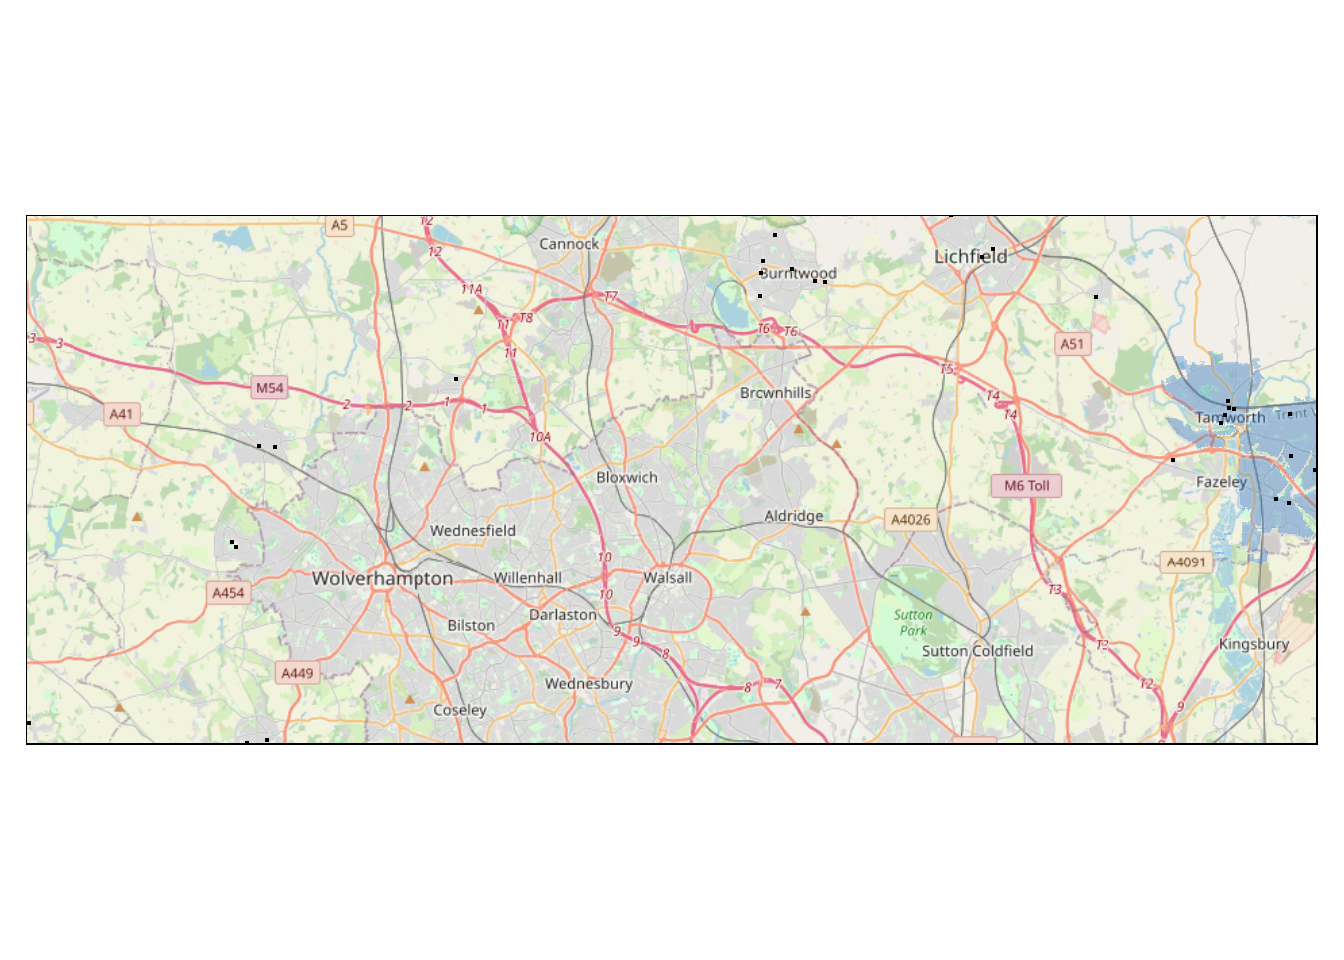 A5
12
Cannock
12
Lichfield
Burntwood
11A
T7
11
T8
T6
T6
3
3
11
A51
T5
M54
Brownhills
T4
2
2
1
1
T4
A41
Tamworth
10A
Bloxwich
Fazeley
M6 Toll
Aldridge
A4026
Wednesfield
10
A4091
Wolverhampton
Willenhall
Walsall
A454
10
T3
Darlaston
Sutton
Park
Bilston
9
9
8
T3
Kingsbury
Sutton Coldfield
A449
Wednesbury
8
7
T2
Coseley
9